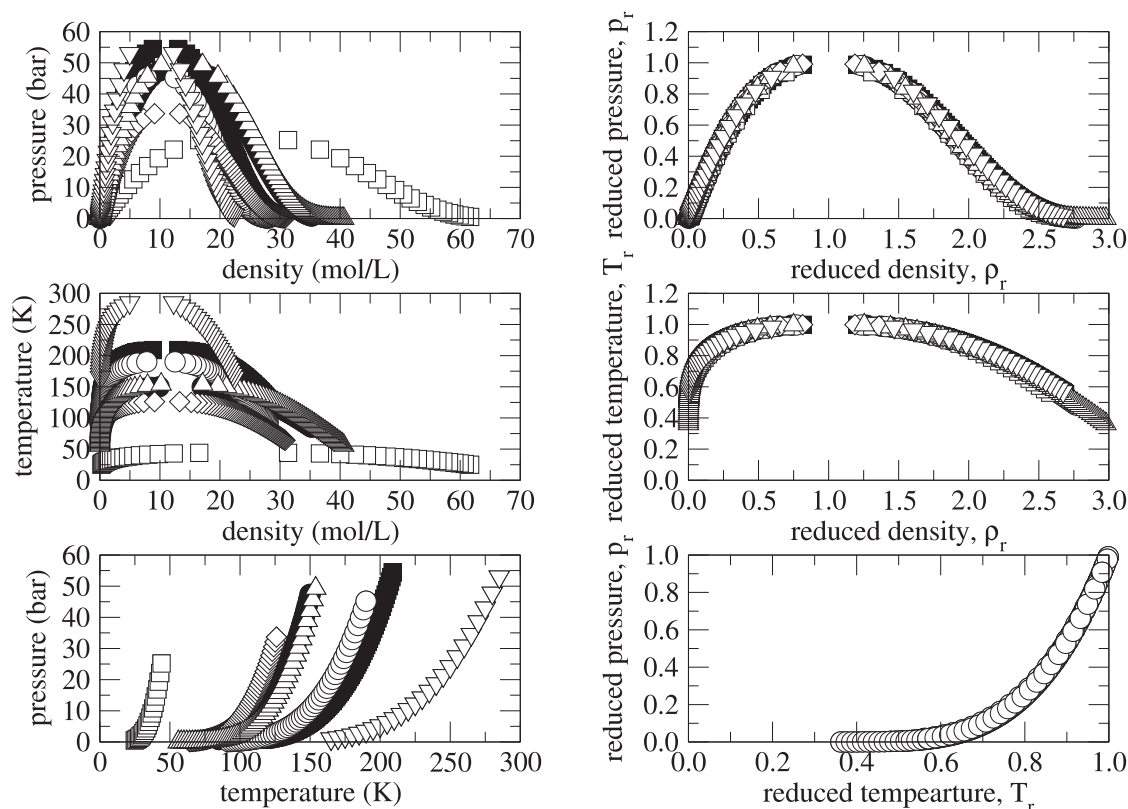 60
50
40
30
20
10
0
pressure (bar)
0 10 20 30 40 50 60 70
density (mol/L)
1.2
1.0
0.8
0.6
0.4
0.2
0.0
reduced pressure, p_r
0.0 0.5 1.0 1.5 2.0 2.5 3.0
reduced density, ρ_r
300
250
200
150
100
50
0
temperature (K)
0 10 20 30 40 50 60 70
density (mol/L)
1.2
1.0
0.8
0.6
0.4
0.2
0.0
reduced temperature, T_r
0.0 0.5 1.0 1.5 2.0 2.5 3.0
reduced density, ρ_r
60
50
40
30
20
10
0
pressure (bar)
0 50 100 150 200 250 300
temperature (K)
1.0
0.8
0.6
0.4
0.2
0.0
reduced pressure, p_r
0.0 0.2 0.4 0.6 0.8 1.0
reduced tempearture, T_r